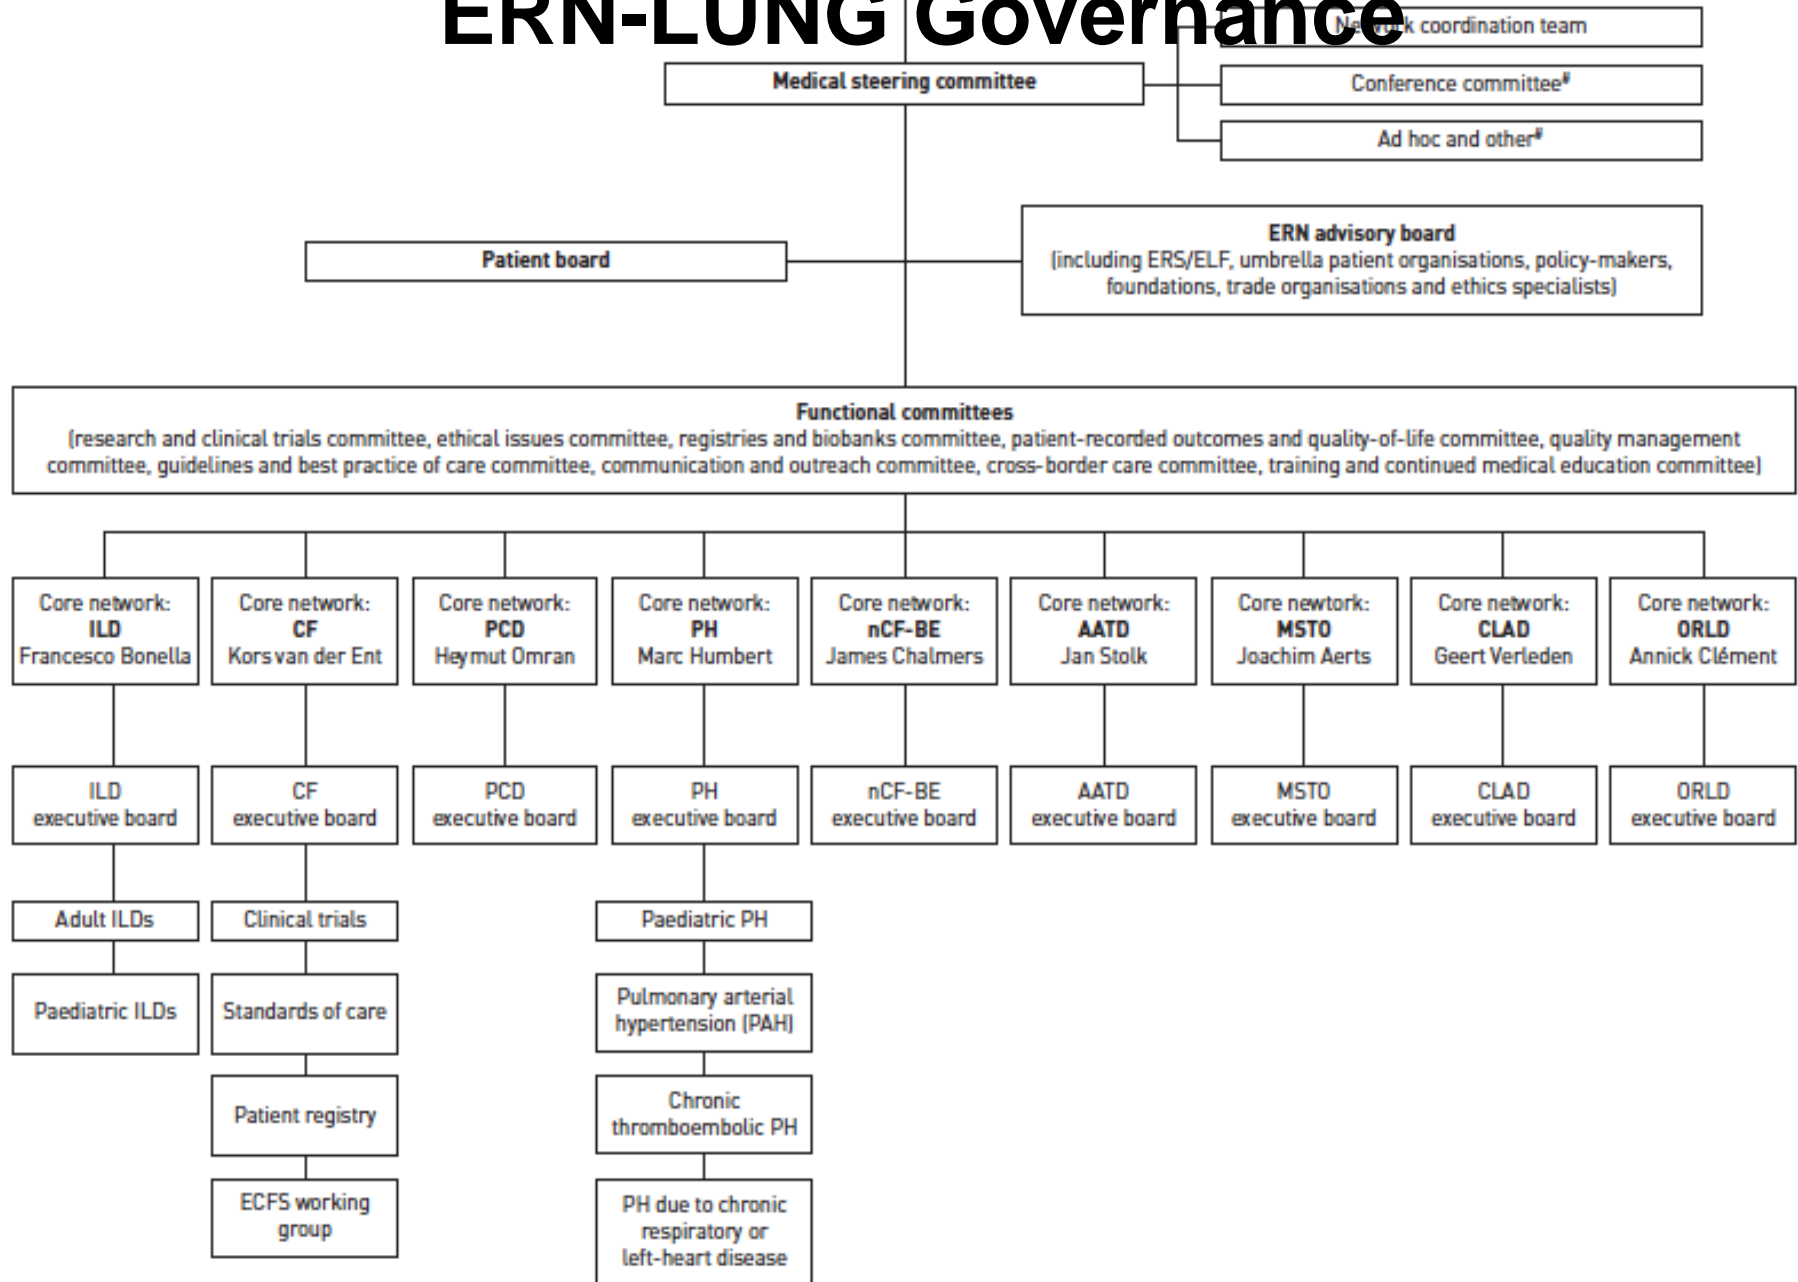 ERN-LUNG Governance
Network coordination team
Medical steering committee
Conference committee#
Ad hoc and other#
Patient board
ERN advisory board
(including ERS/ELF, umbrella patient organisations, policy-makers,
foundations, trade organisations and ethics specialists)
Functional committees
(research and clinical trials committee, ethical issues committee, registries and biobanks committee, patient-recorded outcomes and quality-of-life committee, quality management
committee, guidelines and best practice of care committee, communication and outreach committee, cross-border care committee, training and continued medical education committee)
Core network:
ILD
Francesco Bonella
Core network:
CF
Kors van der Ent
Core network:
PCD
Heymut Omran
Core network:
PH
Marc Humbert
Core network:
nCF-BE
James Chalmers
Core network:
AATD
Jan Stolk
Core newtork:
MSTO
Joachim Aerts
Core network:
CLAD
Geert Verleden
Core network:
ORLD
Annick Clément
ILD
executive board
CF
executive board
PCD
executive board
PH
executive board
nCF-BE
executive board
AATD
executive board
MSTO
executive board
CLAD
executive board
ORLD
executive board
Adult ILDs
Clinical trials
Paediatric PH
Paediatric ILDs
Standards of care
Pulmonary arterial
hypertension (PAH)
Patient registry
Chronic
thromboembolic PH
ECFS working
group
PH due to chronic
respiratory or
left-heart disease